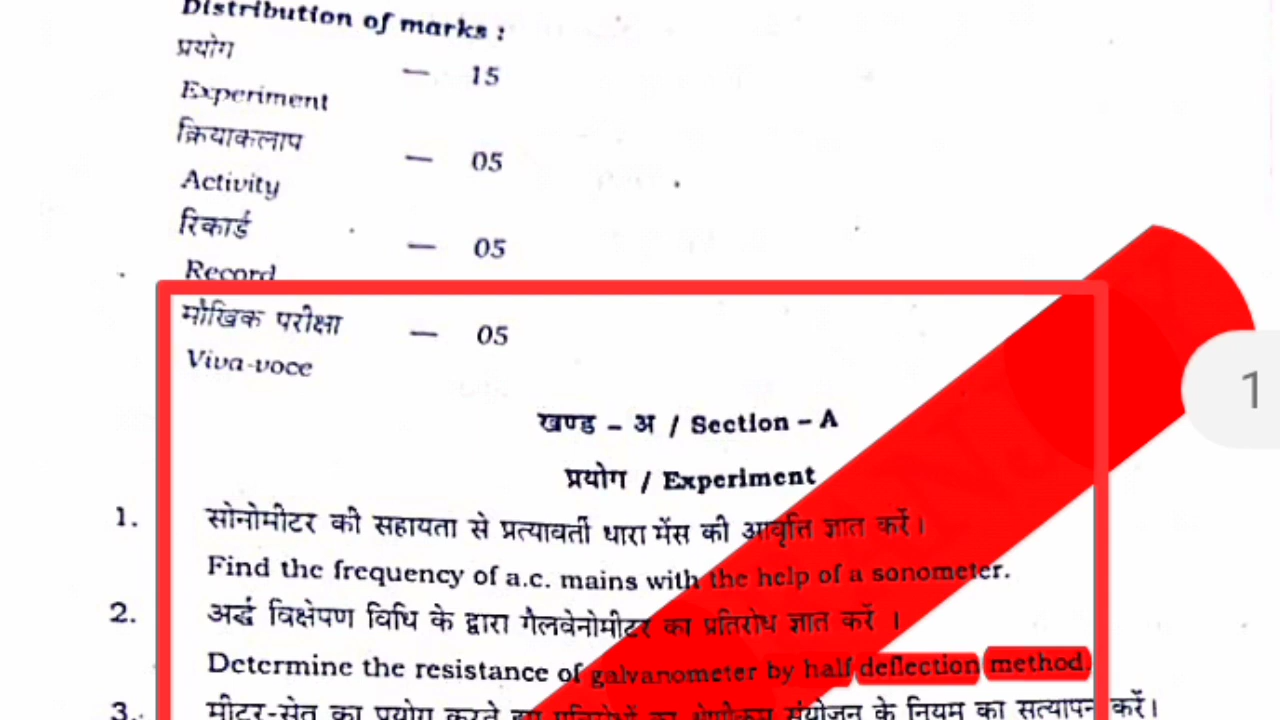 Distribution of marks :
प्रयोग
— 15
Experiment
क्रियाकलाप
— 05
Activity
रिकार्ड
— 05
Record
मौखिक परीक्षा — 05
Viva-voce
खण्ड – अ / Section – A
प्रयोग / Experiment
1. सोनोमीटर की सहायता से प्रत्यावर्ती धारा मेंस की आवृत्ति ज्ञात करें।
Find the frequency of a.c. mains with the help of a sonometer.
2. अर्द्ध विक्षेपण विधि के द्वारा गैलवेनोमीटर का प्रतिरोध ज्ञात करें ।
Determine the resistance of galvanometer by half deflection method.
3. मीटर-सेतु का प्रयोग करते हुए प्रतिरोधों का श्रेणीक्रम संयोजन के नियम का सत्यापन करें।
1